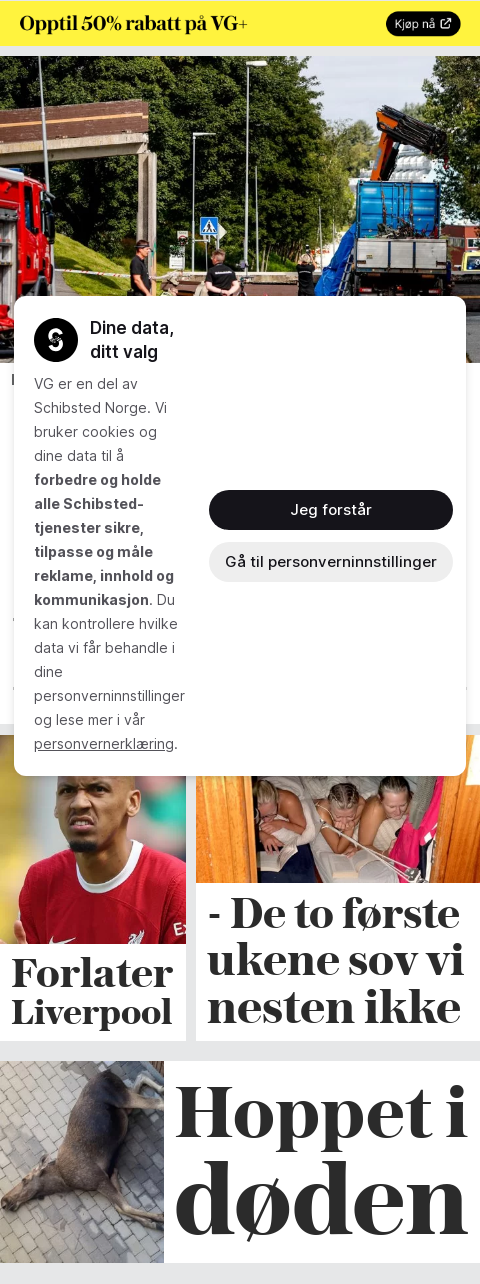 Opptil 50% rabatt på VG+
Kjøp nå
Dine data,
ditt valg
VG er en del av
Schibsted Norge. Vi
bruker cookies og
dine data til å
forbedre og holde
alle Schibsted-
tjenester sikre,
tilpasse og måle
reklame, innhold og
kommunikasjon. Du
kan kontrollere hvilke
data vi får behandle i
dine
personverninnstillinger
og lese mer i vår
personvernerklæring.
Jeg forstår
Gå til personverninnstillinger
Forlater
Liverpool
- De to første
ukene sov vi
nesten ikke
Hoppet i
døden